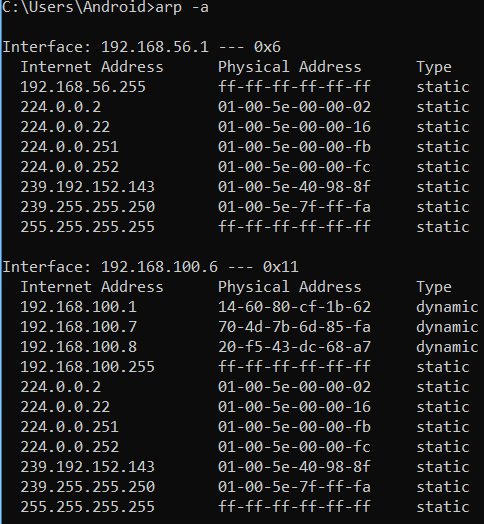 C:\Users\Android>arp -a
Interface: 192.168.56.1 --- 0x6
Internet Address Physical Address Type
192.168.56.255 ff-ff-ff-ff-ff-ff static
224.0.0.2 01-00-5e-00-00-02 static
224.0.0.22 01-00-5e-00-00-16 static
224.0.0.251 01-00-5e-00-00-fb static
224.0.0.252 01-00-5e-00-00-fc static
239.192.152.143 01-00-5e-40-98-8f static
239.255.255.250 01-00-5e-7f-ff-fa static
255.255.255.255 ff-ff-ff-ff-ff-ff static
Interface: 192.168.100.6 --- 0x11
Internet Address Physical Address Type
192.168.100.1 14-60-80-cf-1b-62 dynamic
192.168.100.7 70-4d-7b-6d-85-fa dynamic
192.168.100.8 20-f5-43-dc-68-a7 dynamic
192.168.100.255 ff-ff-ff-ff-ff-ff static
224.0.0.2 01-00-5e-00-00-02 static
224.0.0.22 01-00-5e-00-00-16 static
224.0.0.251 01-00-5e-00-00-fb static
224.0.0.252 01-00-5e-00-00-fc static
239.192.152.143 01-00-5e-40-98-8f static
239.255.255.250 01-00-5e-7f-ff-fa static
255.255.255.255 ff-ff-ff-ff-ff-ff static